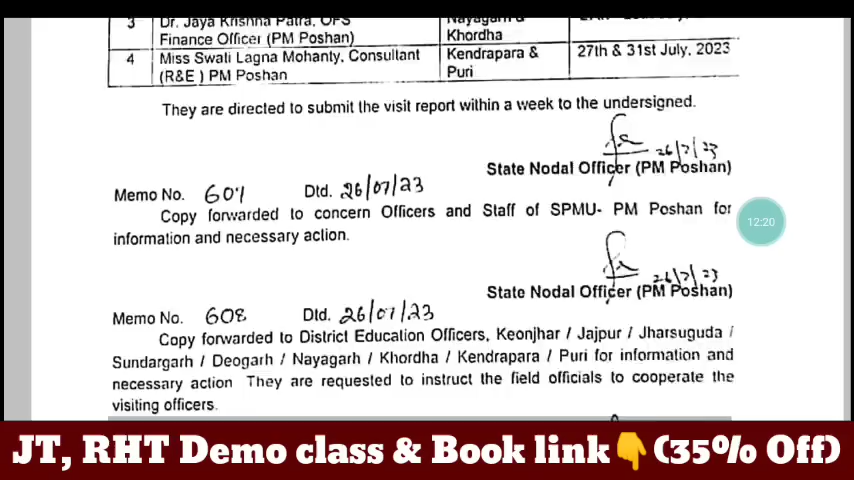 3 Dr. Jaya Krishna Patra, OFS Nayagarh &
Finance Officer (PM Poshan) Khordha
4 Miss Swali Lagna Mohanty, Consultant Kendrapara & 27th & 31st July, 2023
(R&E ) PM Poshan Puri
They are directed to submit the visit report within a week to the undersigned.
26/7/23
State Nodal Officer (PM Poshan)
Memo No. 607 Dtd. 26/07/23
Copy forwarded to concern Officers and Staff of SPMU- PM Poshan for
information and necessary action.
12:20
26/7/23
State Nodal Officer (PM Poshan)
Memo No. 608 Dtd. 26/07/23
Copy forwarded to District Education Officers, Keonjhar / Jajpur / Jharsuguda /
Sundargarh / Deogarh / Nayagarh / Khordha / Kendrapara / Puri for information and
necessary action They are requested to instruct the field officials to cooperate the
visiting officers.
JT, RHT Demo class & Book link👇(35% Off)